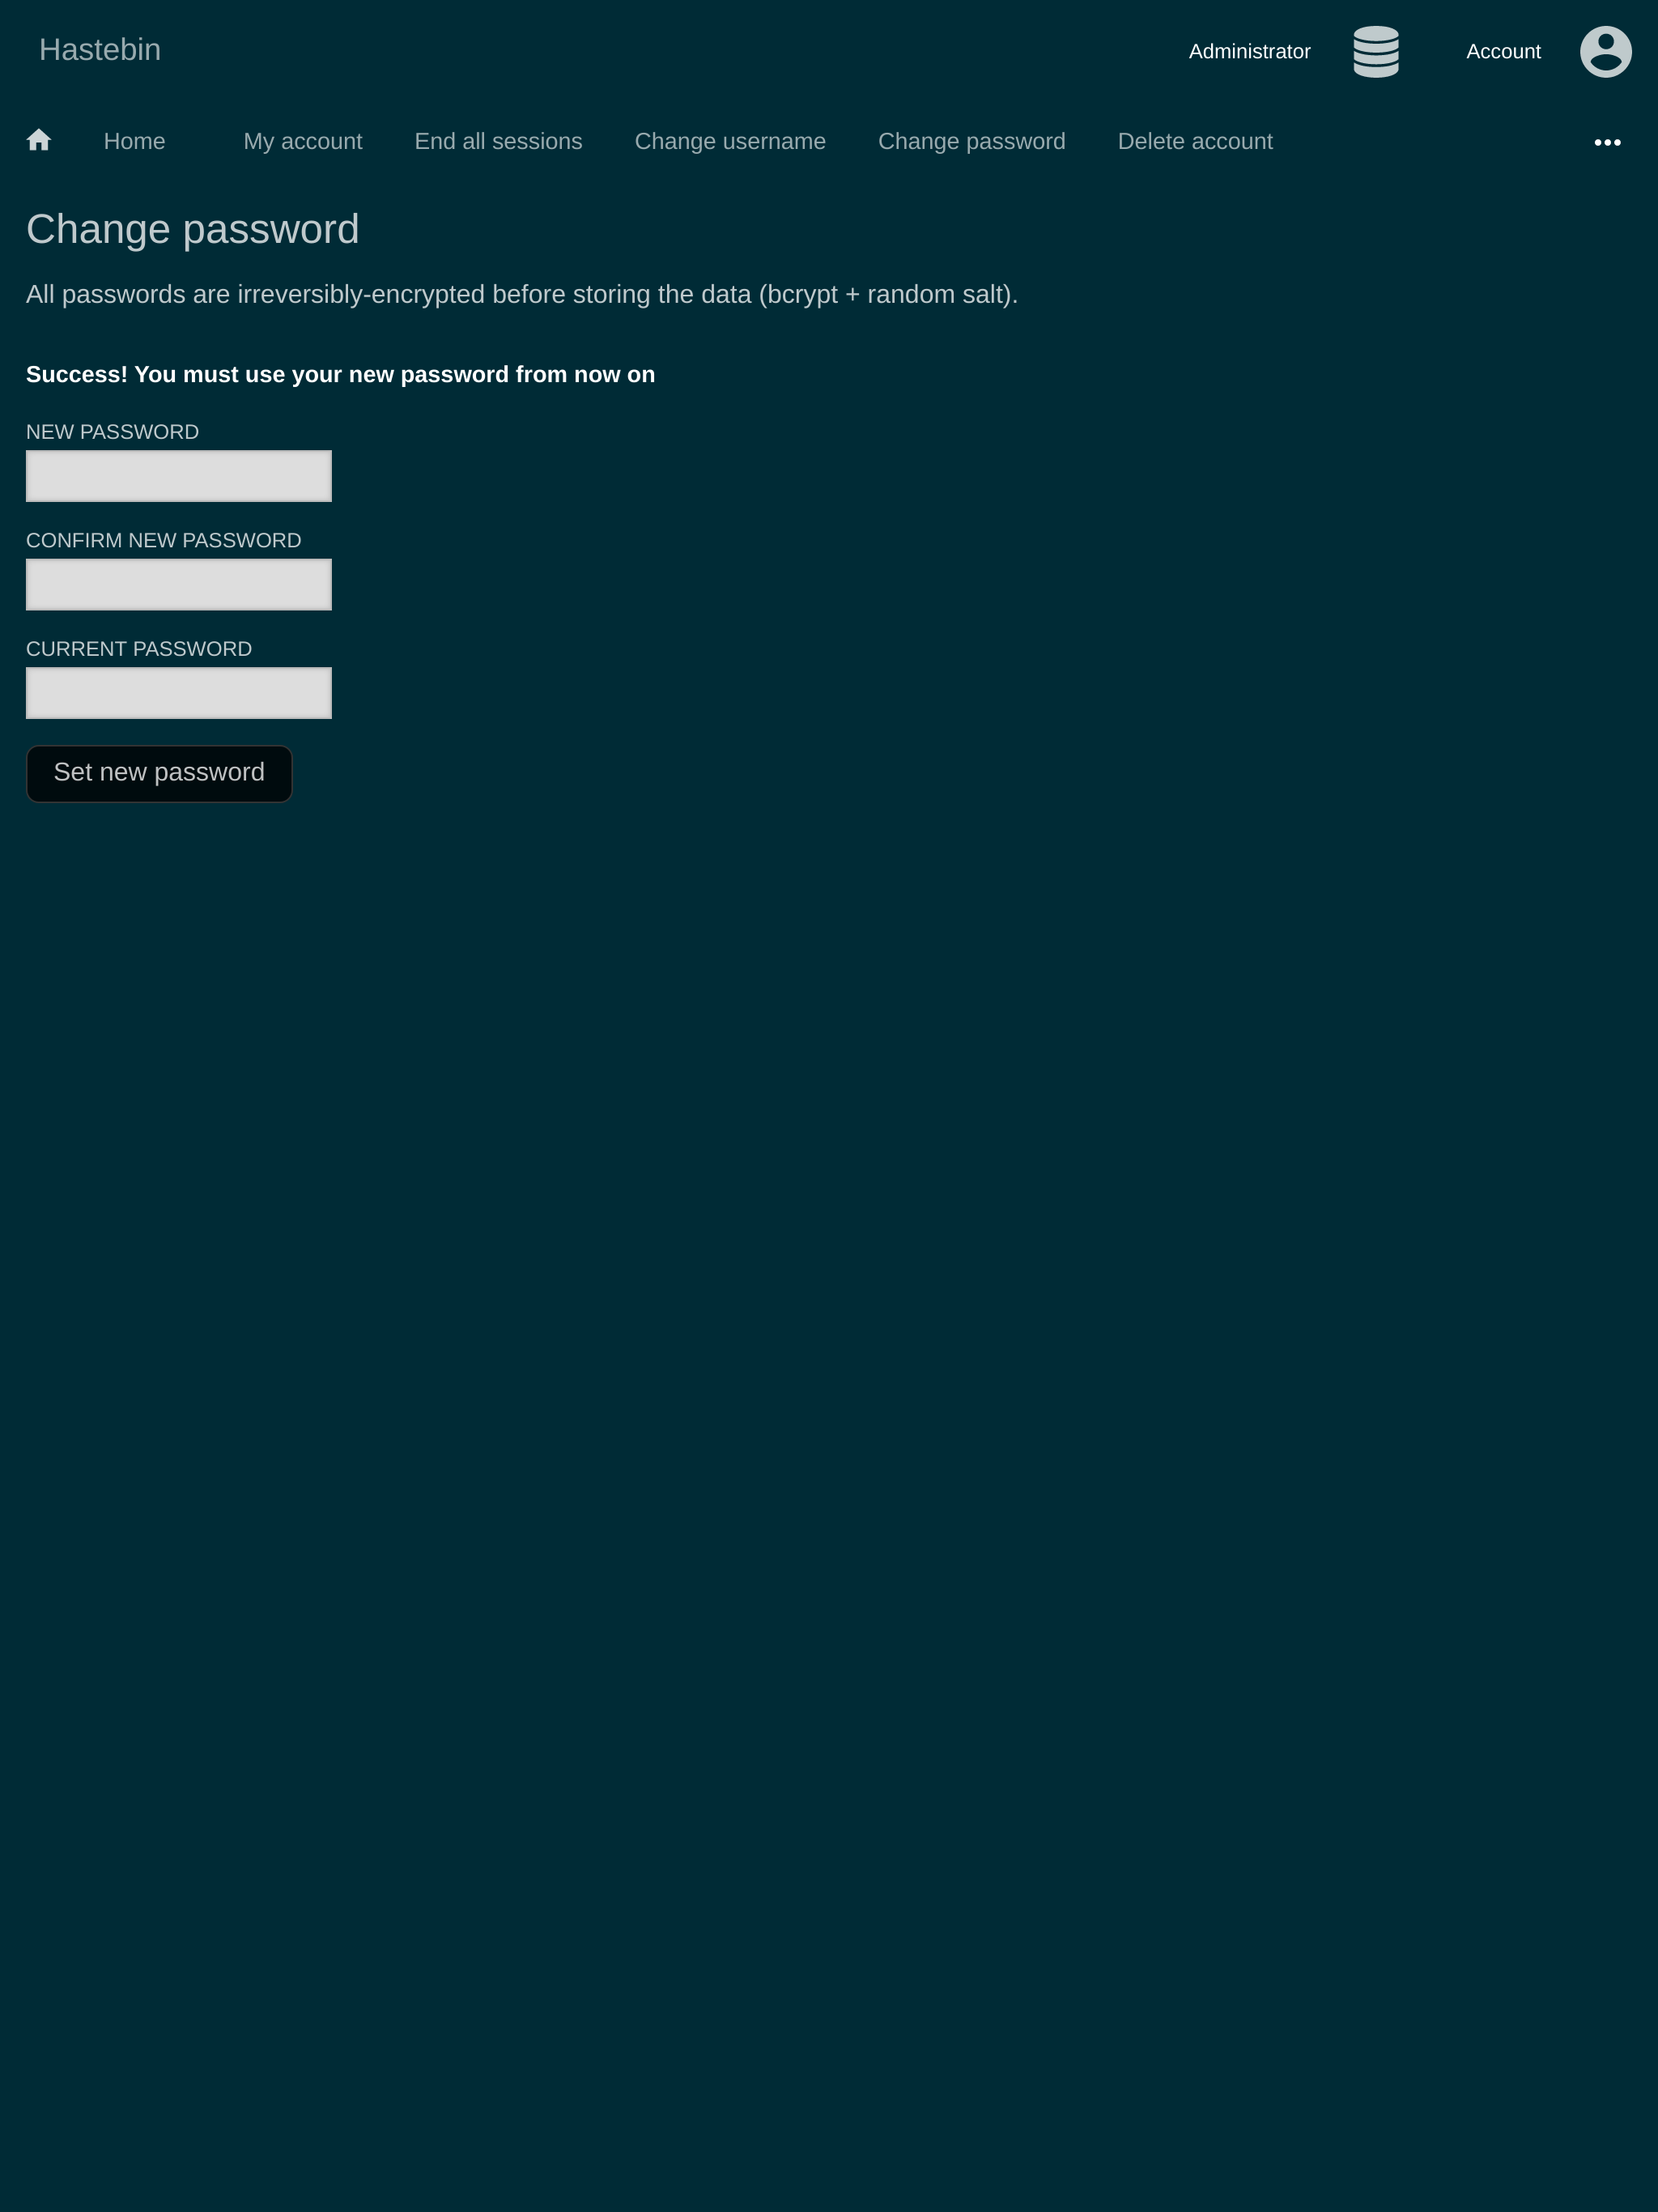 Hastebin
Administrator
Account
Home
My account
End all sessions
Change username
Change password
Delete account
Change password
All passwords are irreversibly-encrypted before storing the data (bcrypt + random salt).
Success! You must use your new password from now on
NEW PASSWORD
CONFIRM NEW PASSWORD
CURRENT PASSWORD
Set new password